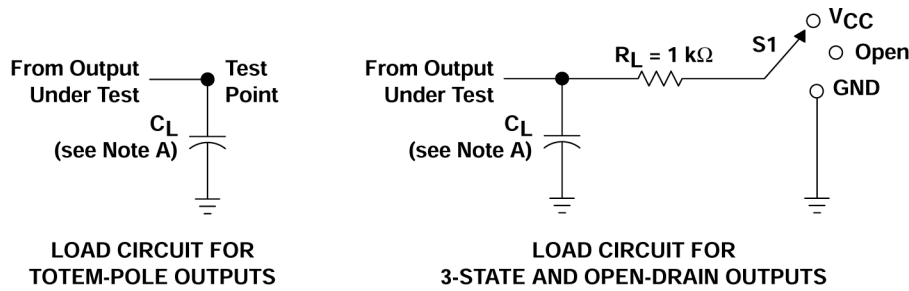 From Output
Under Test
Test
Point
CL
(see Note A)
LOAD CIRCUIT FOR
TOTEM-POLE OUTPUTS
From Output
Under Test
RL = 1 kΩ
S1
VCC
Open
GND
CL
(see Note A)
LOAD CIRCUIT FOR
3-STATE AND OPEN-DRAIN OUTPUTS